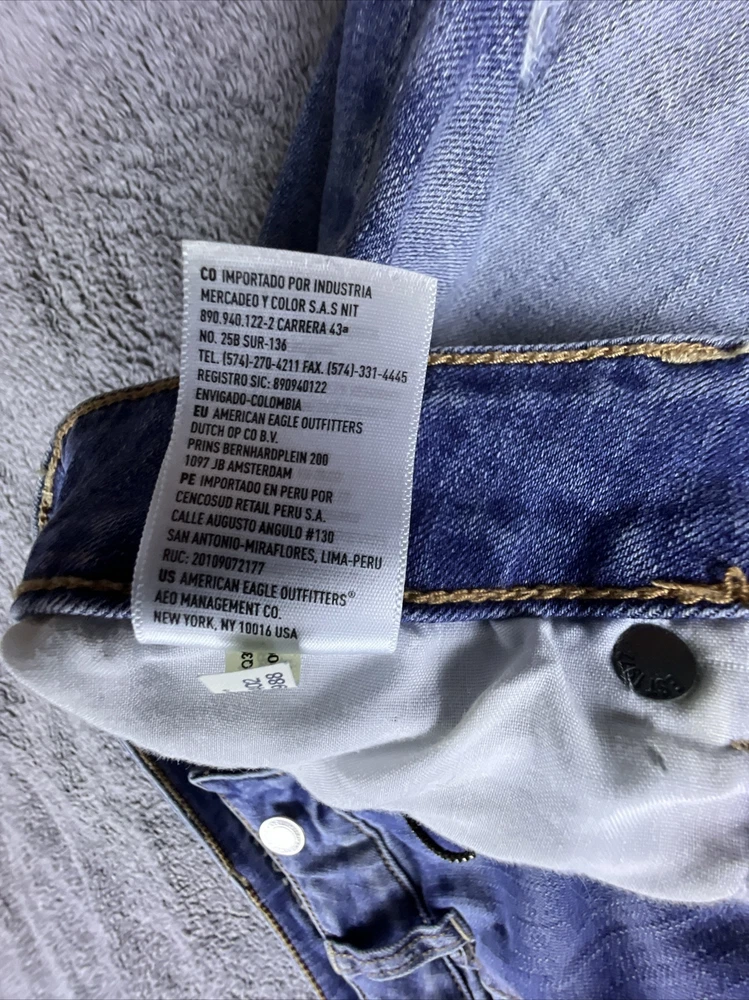 CO IMPORTADO POR INDUSTRIA
MERCADEO Y COLOR S.A.S NIT
890.940.122-2 CARRERA 43ª
NO. 25B SUR-136
TEL. (574)-270-4211 FAX. (574)-331-4445
REGISTRO SIC: 890940122
ENVIGADO-COLOMBIA
EU AMERICAN EAGLE OUTFITTERS
DUTCH OP CO B.V.
PRINS BERNHARDPLEIN 200
1097 JB AMSTERDAM
PE IMPORTADO EN PERU POR
CENCOSUD RETAIL PERU S.A.
CALLE AUGUSTO ANGULO #130
SAN ANTONIO-MIRAFLORES, LIMA-PERU
RUC: 20109072177
US AMERICAN EAGLE OUTFITTERS®
AEO MANAGEMENT CO.
NEW YORK, NY 10016 USA